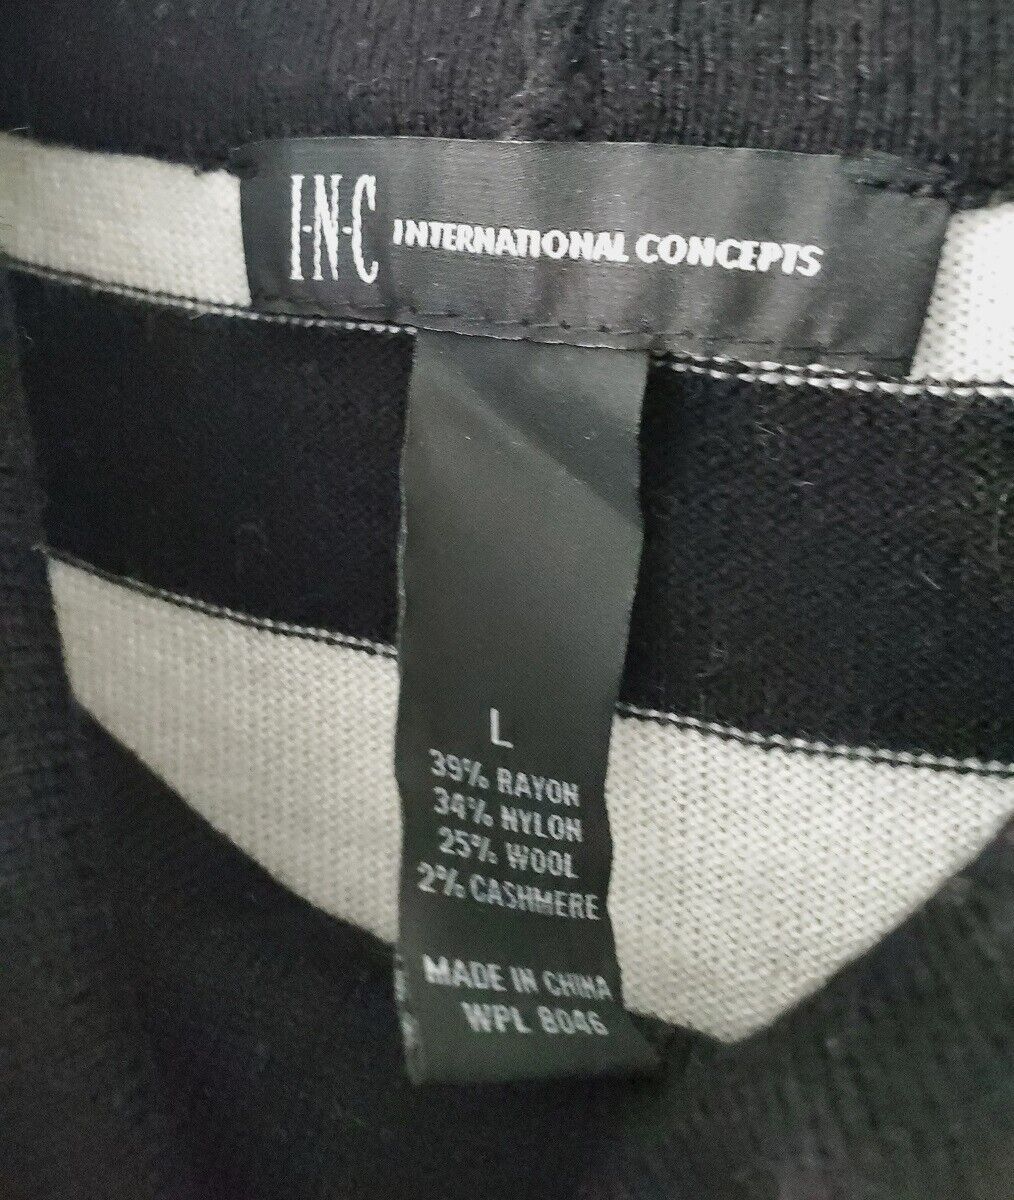 I·N·C INTERNATIONAL CONCEPTS
L
39% RAYON
34% NYLON
25% WOOL
2% CASHMERE
MADE IN CHINA
WPL 8046